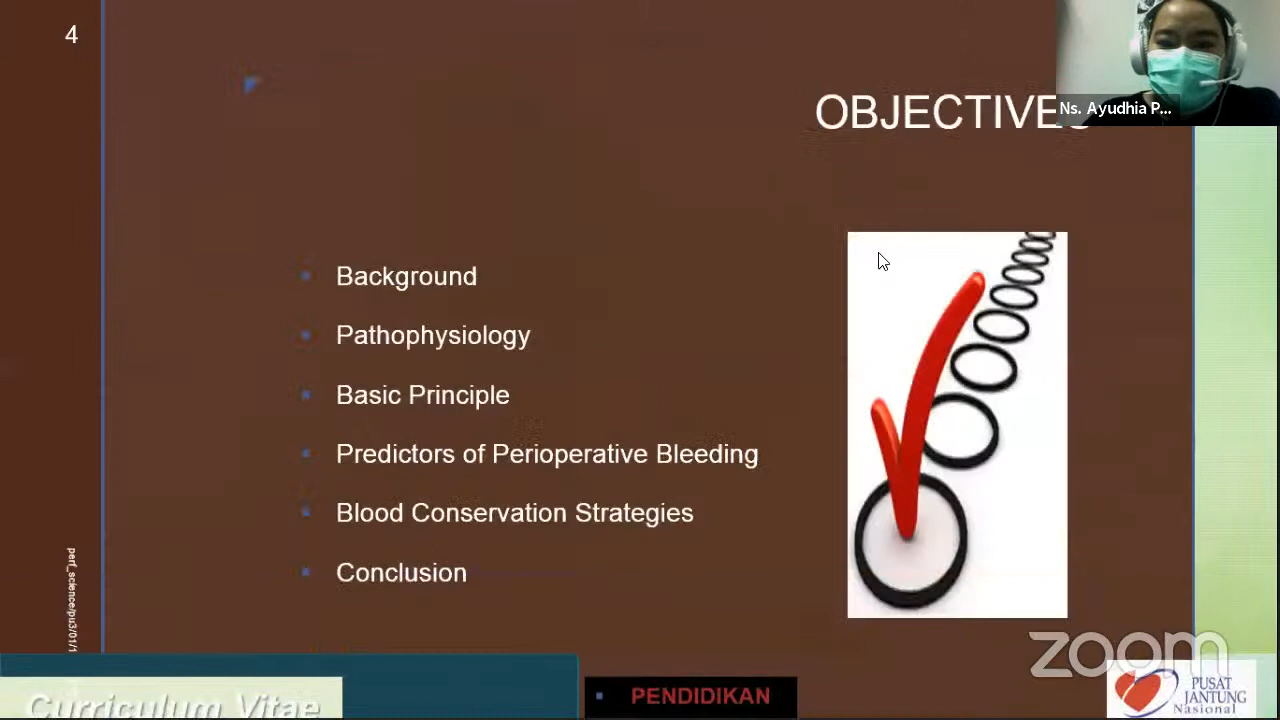 4
OBJECTIVES
Ns. Ayudhia P...
Background
Pathophysiology
Basic Principle
Predictors of Perioperative Bleeding
Blood Conservation Strategies
Conclusion
perf_science/pu3/01/1
zoom
Curriculum Vitae
PENDIDIKAN
PUSAT
JANTUNG
Nasional